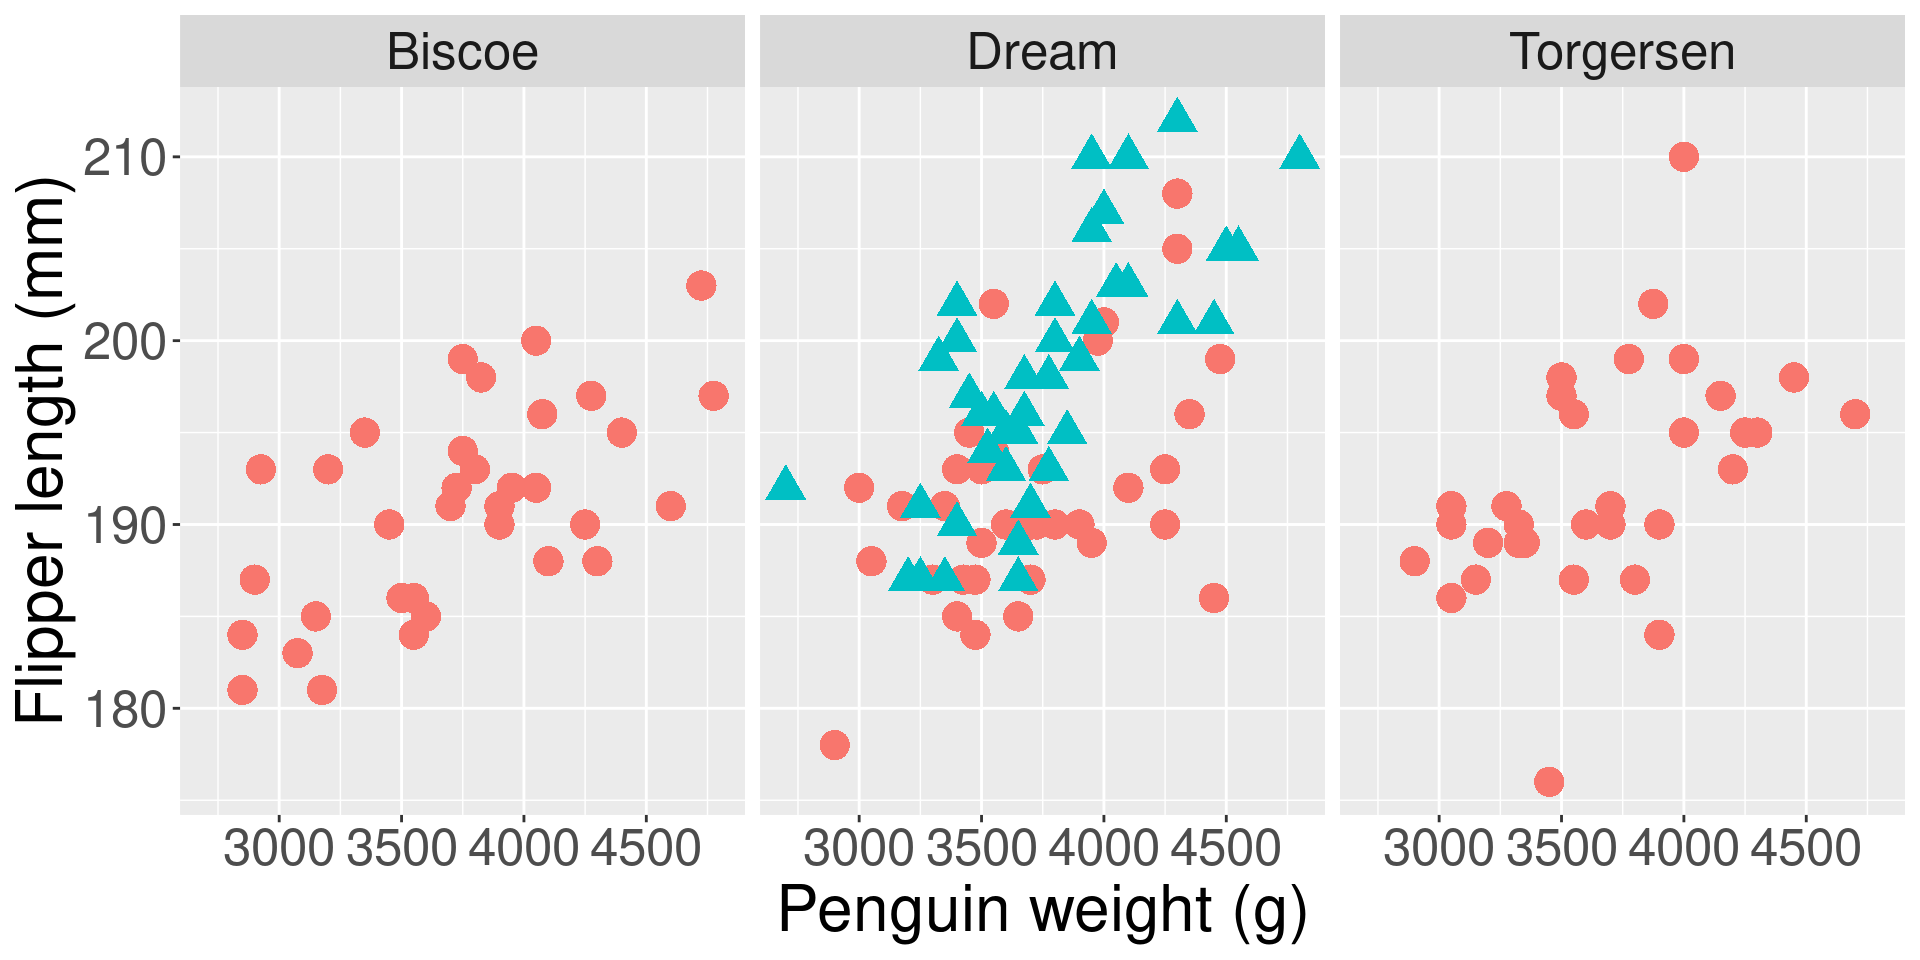 Biscoe Dream Torgersen
210
200
190
180
Flipper length (mm)
3000 3500 4000 4500 3000 3500 4000 4500 3000 3500 4000 4500
Penguin weight (g)